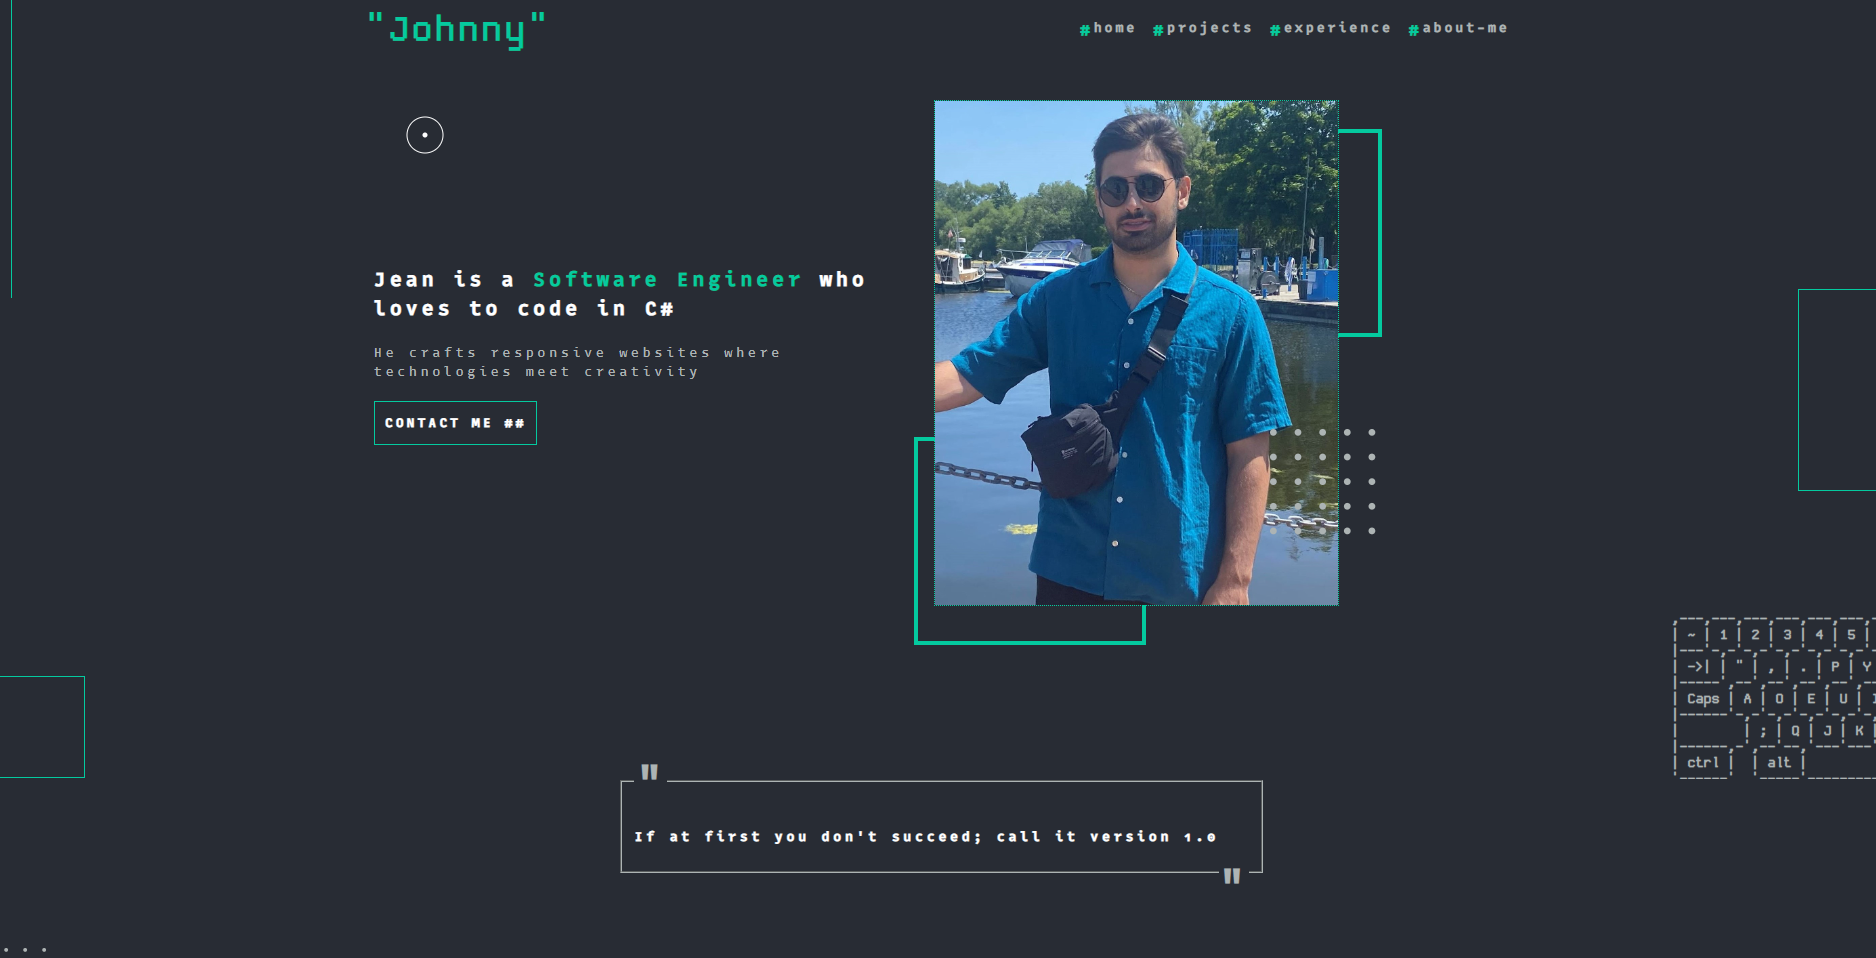 "Johnny"
#home #projects #experience #about-me
Jean is a Software Engineer who
loves to code in C#
He crafts responsive websites where
technologies meet creativity
CONTACT ME ##
~ 1 2 3 4 5
->| " , . P Y
Caps A O E U
; Q J K
ctrl alt
"
If at first you don't succeed; call it version 1.0
"